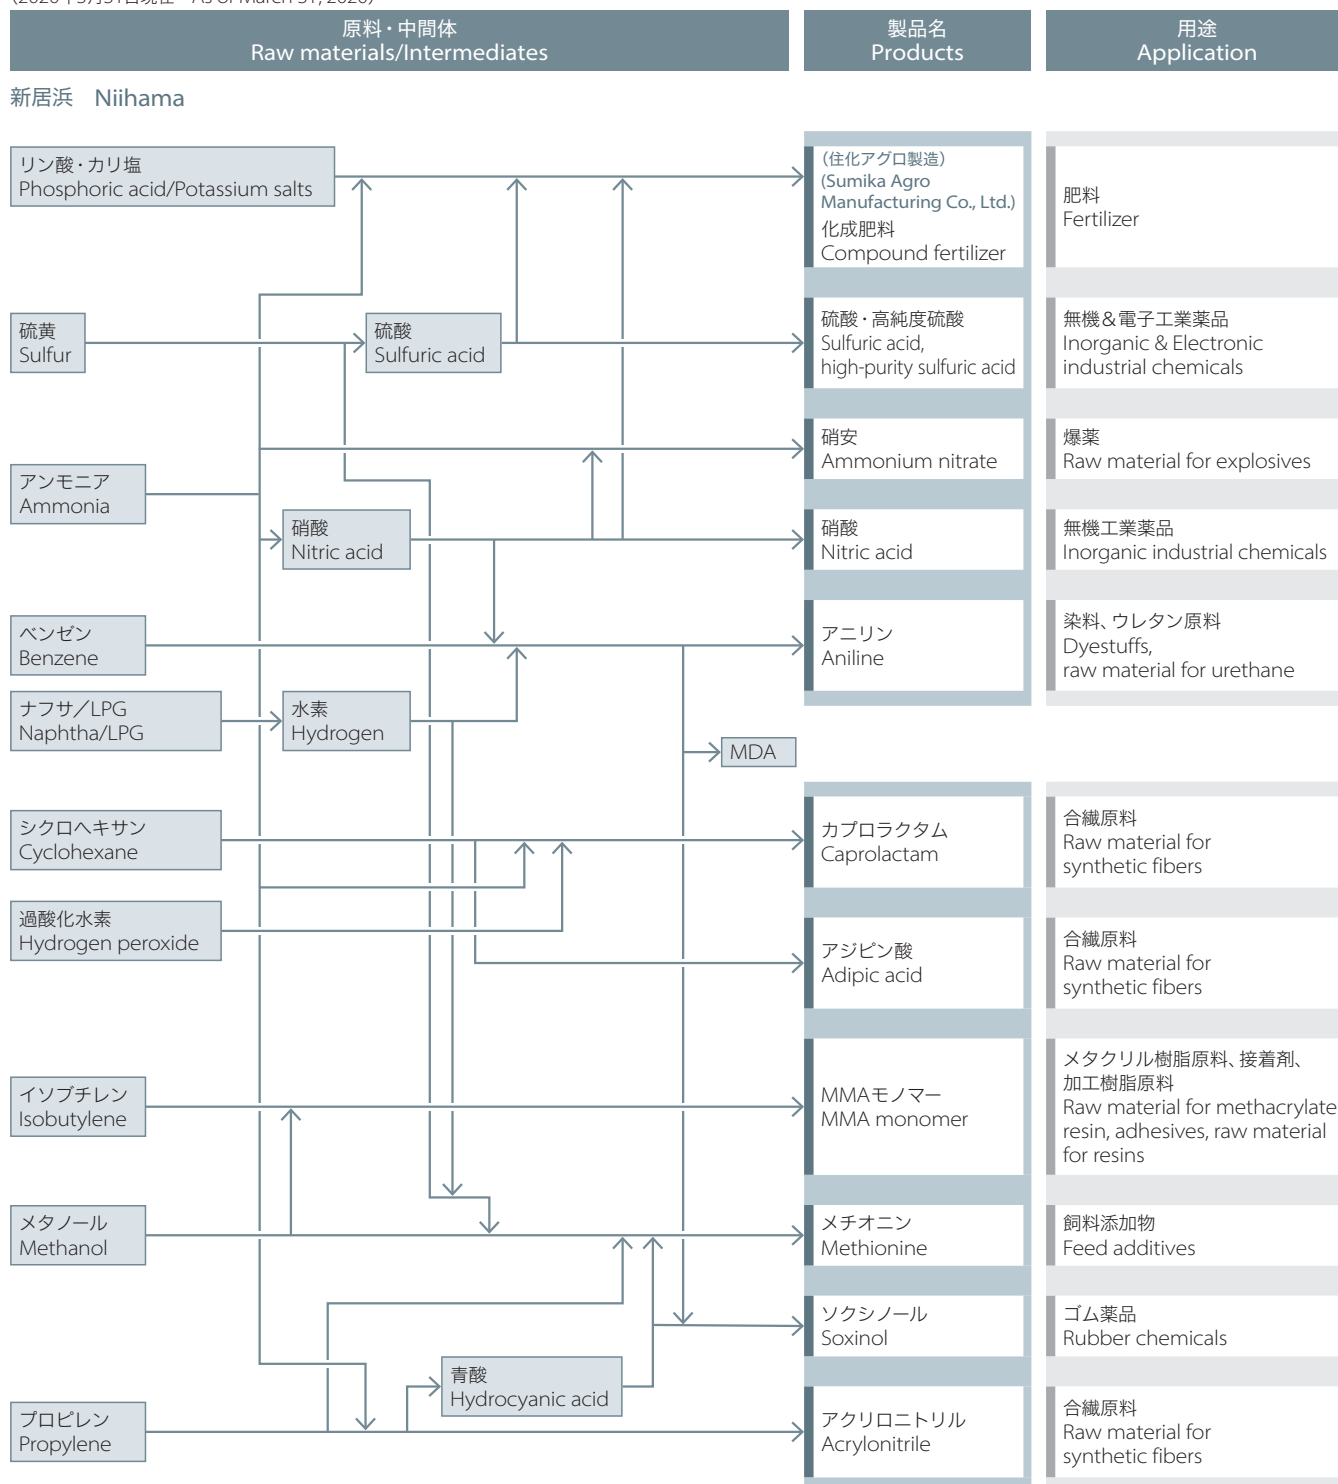 原料・中間体
Raw materials/Intermediates
製品名
Products
用途
Application
新居浜 Niihama
リン酸・カリ塩
Phosphoric acid/Potassium salts
(住化アグロ製造)
(Sumika Agro
Manufacturing Co., Ltd.)
化成肥料
Compound fertilizer
肥料
Fertilizer
硫黄
Sulfur
硫酸
Sulfuric acid
硫酸・高純度硫酸
Sulfuric acid,
high-purity sulfuric acid
無機&電子工業薬品
Inorganic & Electronic
industrial chemicals
硝安
Ammonium nitrate
爆薬
Raw material for explosives
アンモニア
Ammonia
硝酸
Nitric acid
硝酸
Nitric acid
無機工業薬品
Inorganic industrial chemicals
ベンゼン
Benzene
アニリン
Aniline
染料、ウレタン原料
Dyestuffs,
raw material for urethane
ナフサ/LPG
Naphtha/LPG
水素
Hydrogen
MDA
シクロヘキサン
Cyclohexane
カプロラクタム
Caprolactam
合繊原料
Raw material for
synthetic fibers
過酸化水素
Hydrogen peroxide
アジピン酸
Adipic acid
合繊原料
Raw material for
synthetic fibers
イソブチレン
Isobutylene
MMAモノマー
MMA monomer
メタクリル樹脂原料、接着剤、
加工樹脂原料
Raw material for methacrylate
resin, adhesives, raw material
for resins
メタノール
Methanol
メチオニン
Methionine
飼料添加物
Feed additives
ソクシノール
Soxinol
ゴム薬品
Rubber chemicals
青酸
Hydrocyanic acid
プロピレン
Propylene
アクリロニトリル
Acrylonitrile
合繊原料
Raw material for
synthetic fibers